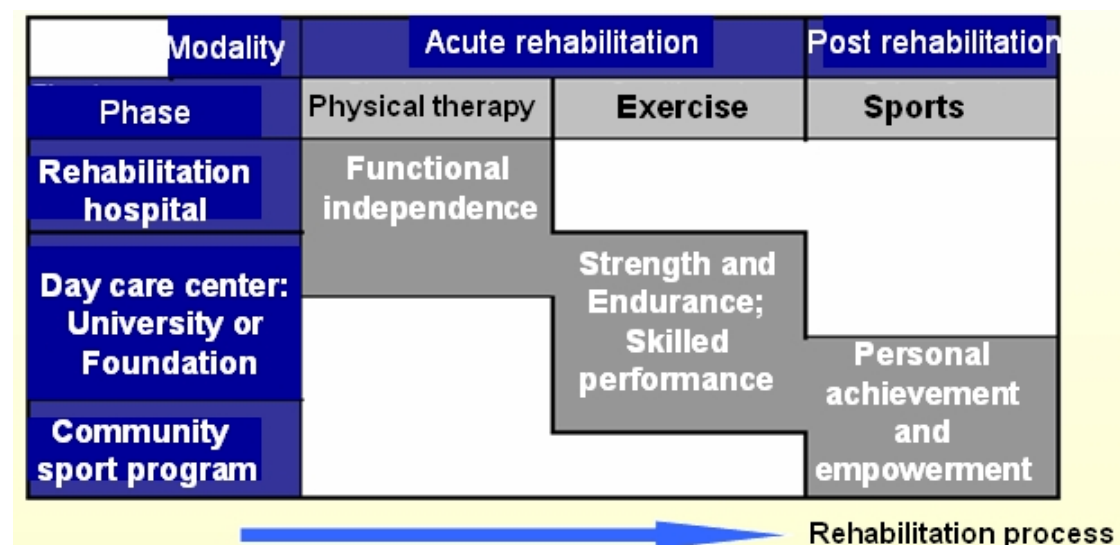 Modality
Acute rehabilitation
Post rehabilitation
Phase
Physical therapy
Exercise
Sports
Rehabilitation
hospital
Functional
independence
Day care center:
University or
Foundation
Strength and
Endurance;
Skilled
performance
Personal
achievement
and
empowerment
Community
sport program
Rehabilitation process